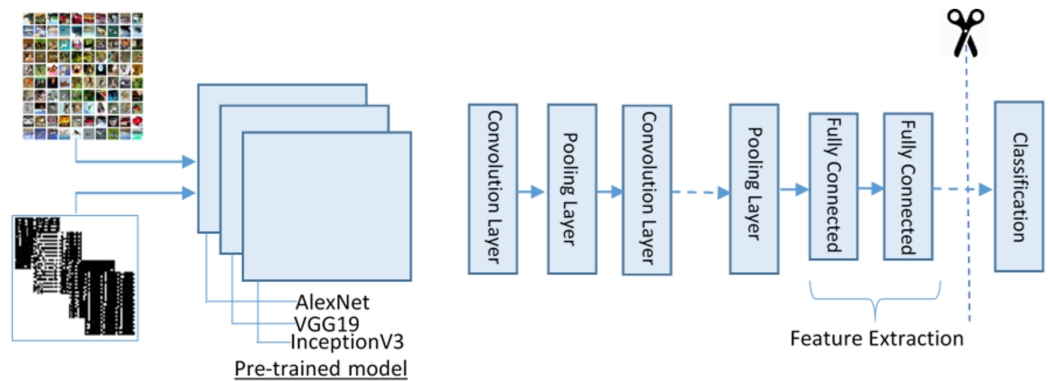 AlexNet
VGG19
InceptionV3
Pre-trained model
Convolution Layer
Pooling Layer
Convolution Layer
Pooling Layer
Fully Connected
Fully Connected
Classification
Feature Extraction